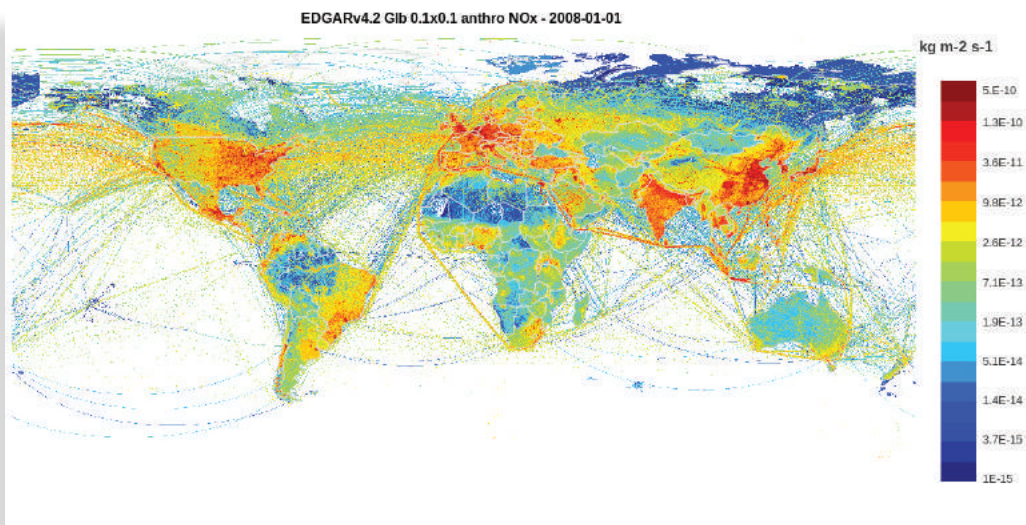 EDGARv4.2 Glb 0.1x0.1 anthro NOx - 2008-01-01
kg m-2 s-1
5.E-10
1.3E-10
3.6E-11
9.8E-12
2.6E-12
7.1E-13
1.9E-13
5.1E-14
1.4E-14
3.7E-15
1E-15